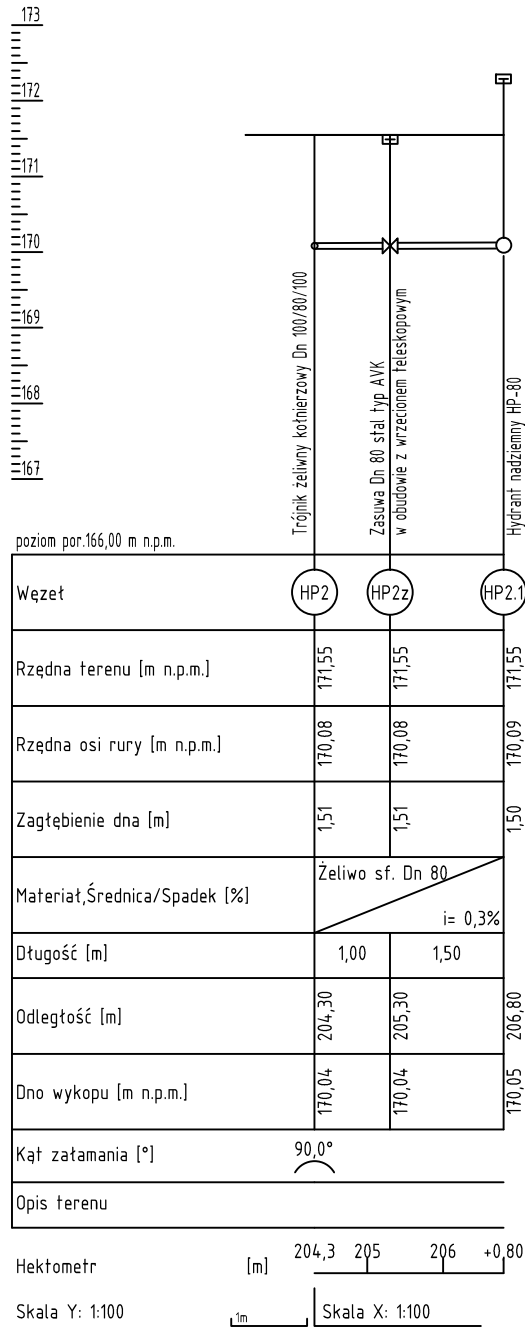 173
172
171
170
169
168
167
Trójnik żeliwny kołnierzowy Dn 100/80/100
Zasuwa Dn 80 stal typ AVK
w obudowie z wrzecionem teleskopowym
Hydrant nadziemny HP-80
poziom por.166,00 m n.p.m.
Węzeł HP2 HP2z HP2.1
Rzędna terenu [m n.p.m.] 171,55 171,55 171,55
Rzędna osi rury [m n.p.m.] 170,08 170,08 170,09
Zagłębienie dna [m] 1,51 1,51 1,50
Materiał,Średnica/Spadek [%] Żeliwo sf. Dn 80 i= 0,3%
Długość [m] 1,00 1,50
Odległość [m] 204,30 205,30 206,80
Dno wykopu [m n.p.m.] 170,04 170,04 170,05
Kąt załamania [°] 90,0°
Opis terenu
Hektometr [m] 204,3 205 206 +0,80
Skala Y: 1:100 1m Skala X: 1:100